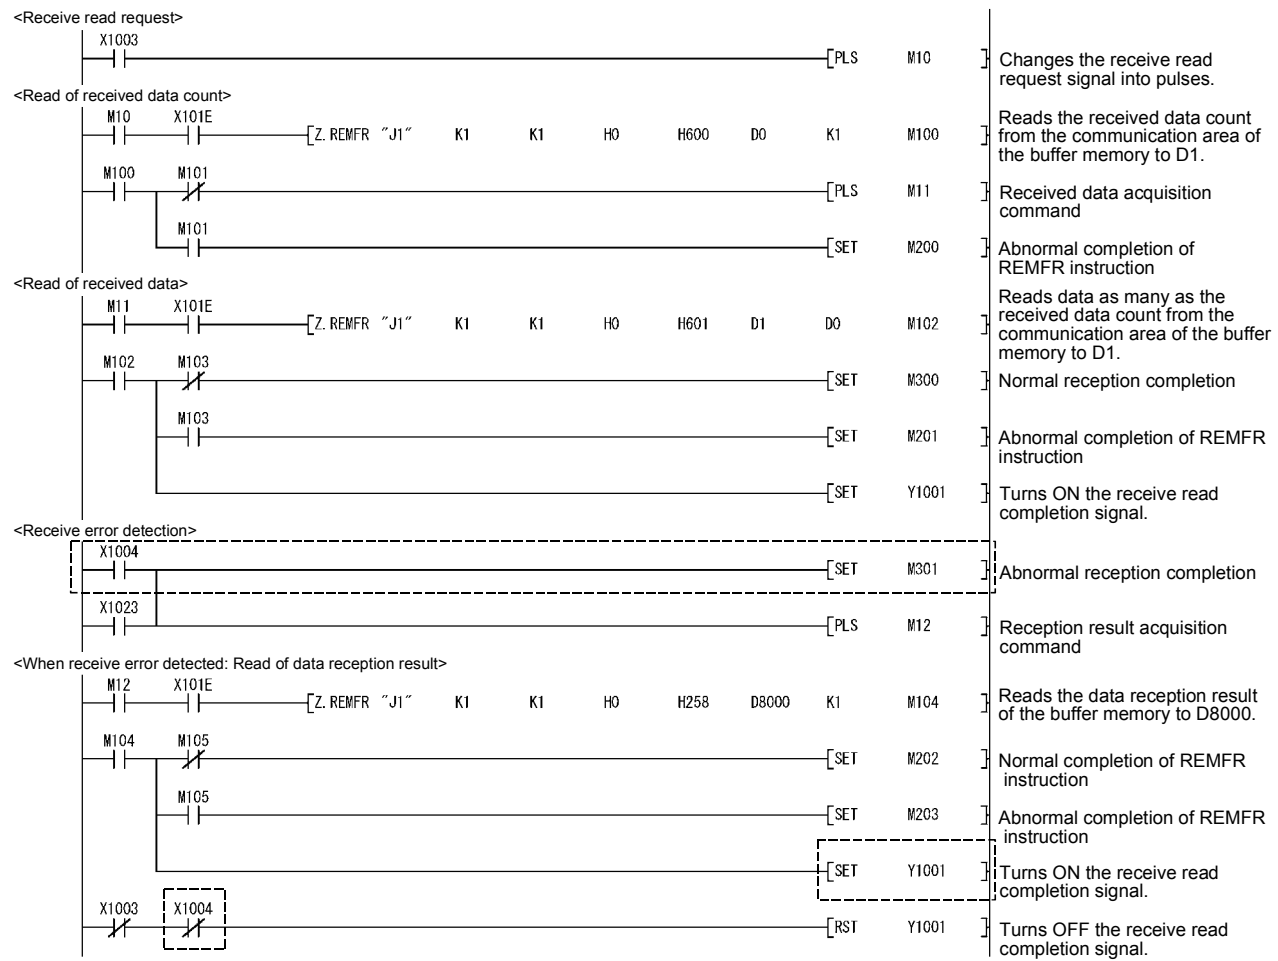 <Receive read request>
X1003
[PLS M10 ]
Changes the receive read
request signal into pulses.
<Read of received data count>
M10 X101E
[Z.REMFR "J1" K1 K1 H0 H600 D0 K1 M100 ]
Reads the received data count
from the communication area of
the buffer memory to D1.
M100 M101
[PLS M11 ]
Received data acquisition
command
M101
[SET M200 ]
Abnormal completion of
REMFR instruction
<Read of received data>
M11 X101E
[Z.REMFR "J1" K1 K1 H0 H601 D1 D0 M102 ]
Reads data as many as the
received data count from the
communication area of the buffer
memory to D1.
M102 M103
[SET M300 ]
Normal reception completion
M103
[SET M201 ]
Abnormal completion of REMFR
instruction
[SET Y1001 ]
Turns ON the receive read
completion signal.
<Receive error detection>
X1004
[SET M301 ]
Abnormal reception completion
X1023
[PLS M12 ]
Reception result acquisition
command
<When receive error detected: Read of data reception result>
M12 X101E
[Z.REMFR "J1" K1 K1 H0 H258 D8000 K1 M104 ]
Reads the data reception result
of the buffer memory to D8000.
M104 M105
[SET M202 ]
Normal completion of REMFR
instruction
M105
[SET M203 ]
Abnormal completion of REMFR
instruction
[SET Y1001 ]
Turns ON the receive read
completion signal.
X1003 X1004
[RST Y1001 ]
Turns OFF the receive read
completion signal.